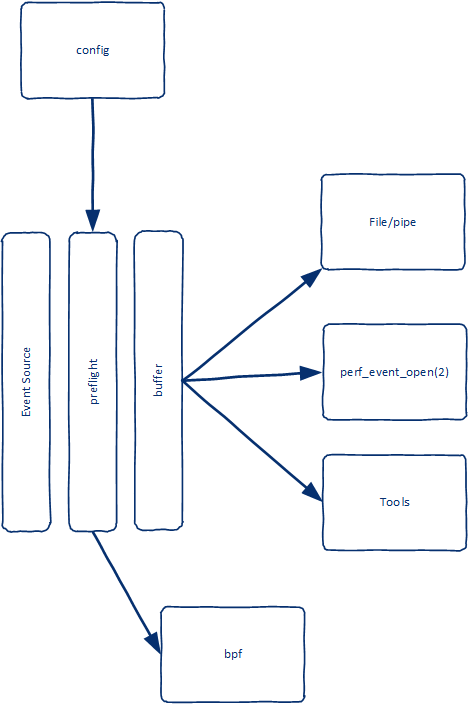 config
Event Source
preflight
buffer
File/pipe
perf_event_open(2)
Tools
bpf